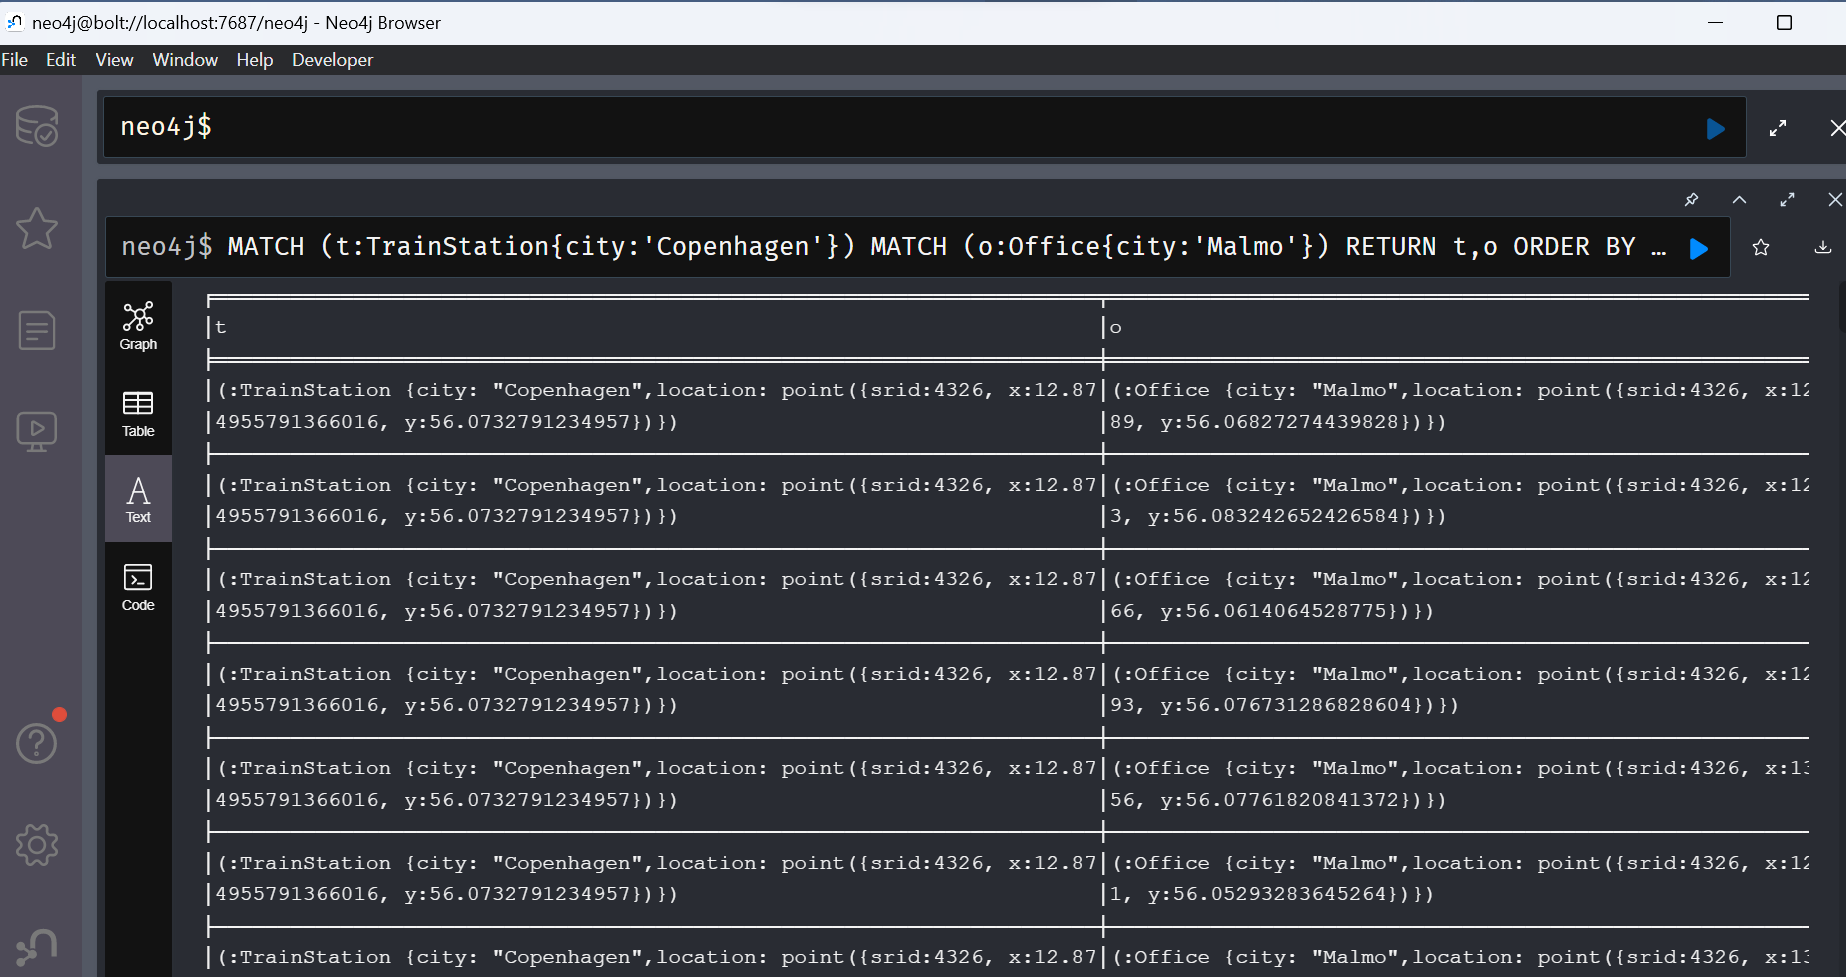 neo4j@bolt://localhost:7687/neo4j - Neo4j Browser
File Edit View Window Help Developer
neo4j$
neo4j$ MATCH (t:TrainStation{city:'Copenhagen'}) MATCH (o:Office{city:'Malmo'}) RETURN t,o ORDER BY …
Graph
Table
Text
Code
│t │o
│(:TrainStation {city: "Copenhagen",location: point({srid:4326, x:12.87│(:Office {city: "Malmo",location: point({srid:4326, x:12
│4955791366016, y:56.0732791234957})}) │89, y:56.06827274439828})})
│(:TrainStation {city: "Copenhagen",location: point({srid:4326, x:12.87│(:Office {city: "Malmo",location: point({srid:4326, x:12
│4955791366016, y:56.0732791234957})}) │3, y:56.083242652426584})})
│(:TrainStation {city: "Copenhagen",location: point({srid:4326, x:12.87│(:Office {city: "Malmo",location: point({srid:4326, x:12
│4955791366016, y:56.0732791234957})}) │66, y:56.0614064528775})})
│(:TrainStation {city: "Copenhagen",location: point({srid:4326, x:12.87│(:Office {city: "Malmo",location: point({srid:4326, x:12
│4955791366016, y:56.0732791234957})}) │93, y:56.076731286828604})})
│(:TrainStation {city: "Copenhagen",location: point({srid:4326, x:12.87│(:Office {city: "Malmo",location: point({srid:4326, x:13
│4955791366016, y:56.0732791234957})}) │56, y:56.07761820841372})})
│(:TrainStation {city: "Copenhagen",location: point({srid:4326, x:12.87│(:Office {city: "Malmo",location: point({srid:4326, x:12
│4955791366016, y:56.0732791234957})}) │1, y:56.05293283645264})})
│(:TrainStation {city: "Copenhagen",location: point({srid:4326, x:12.87│(:Office {city: "Malmo",location: point({srid:4326, x:13